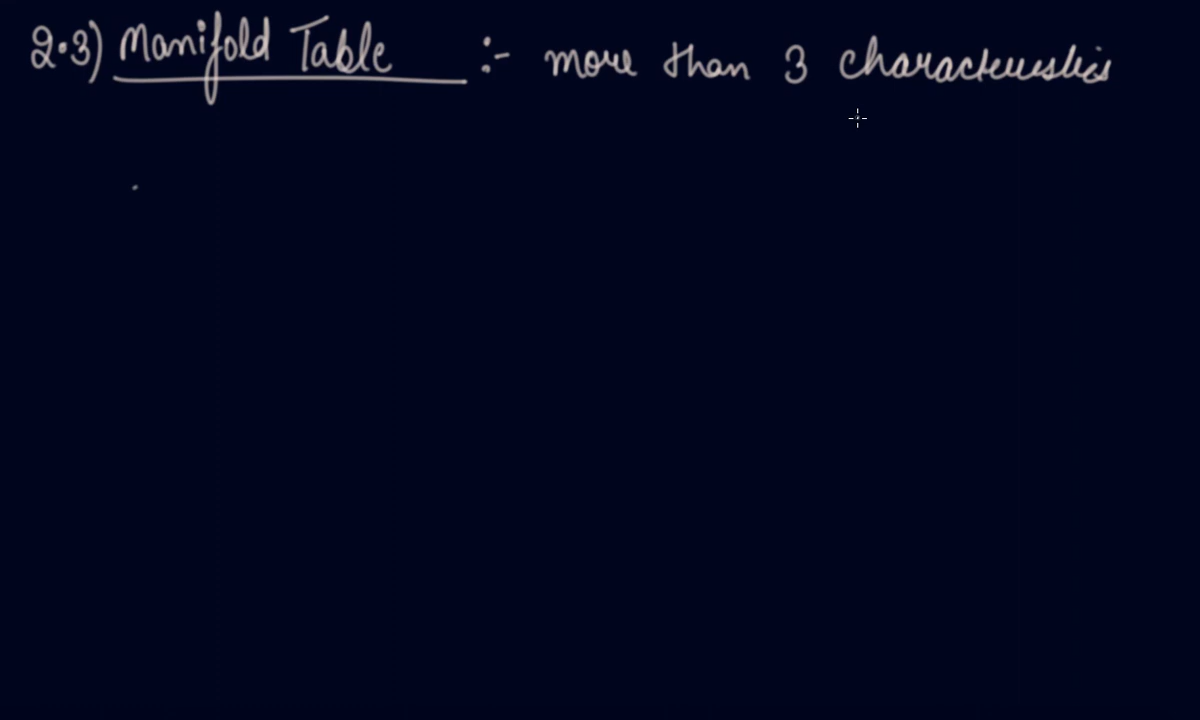 2.3) Manifold Table :- more than 3 characteristics